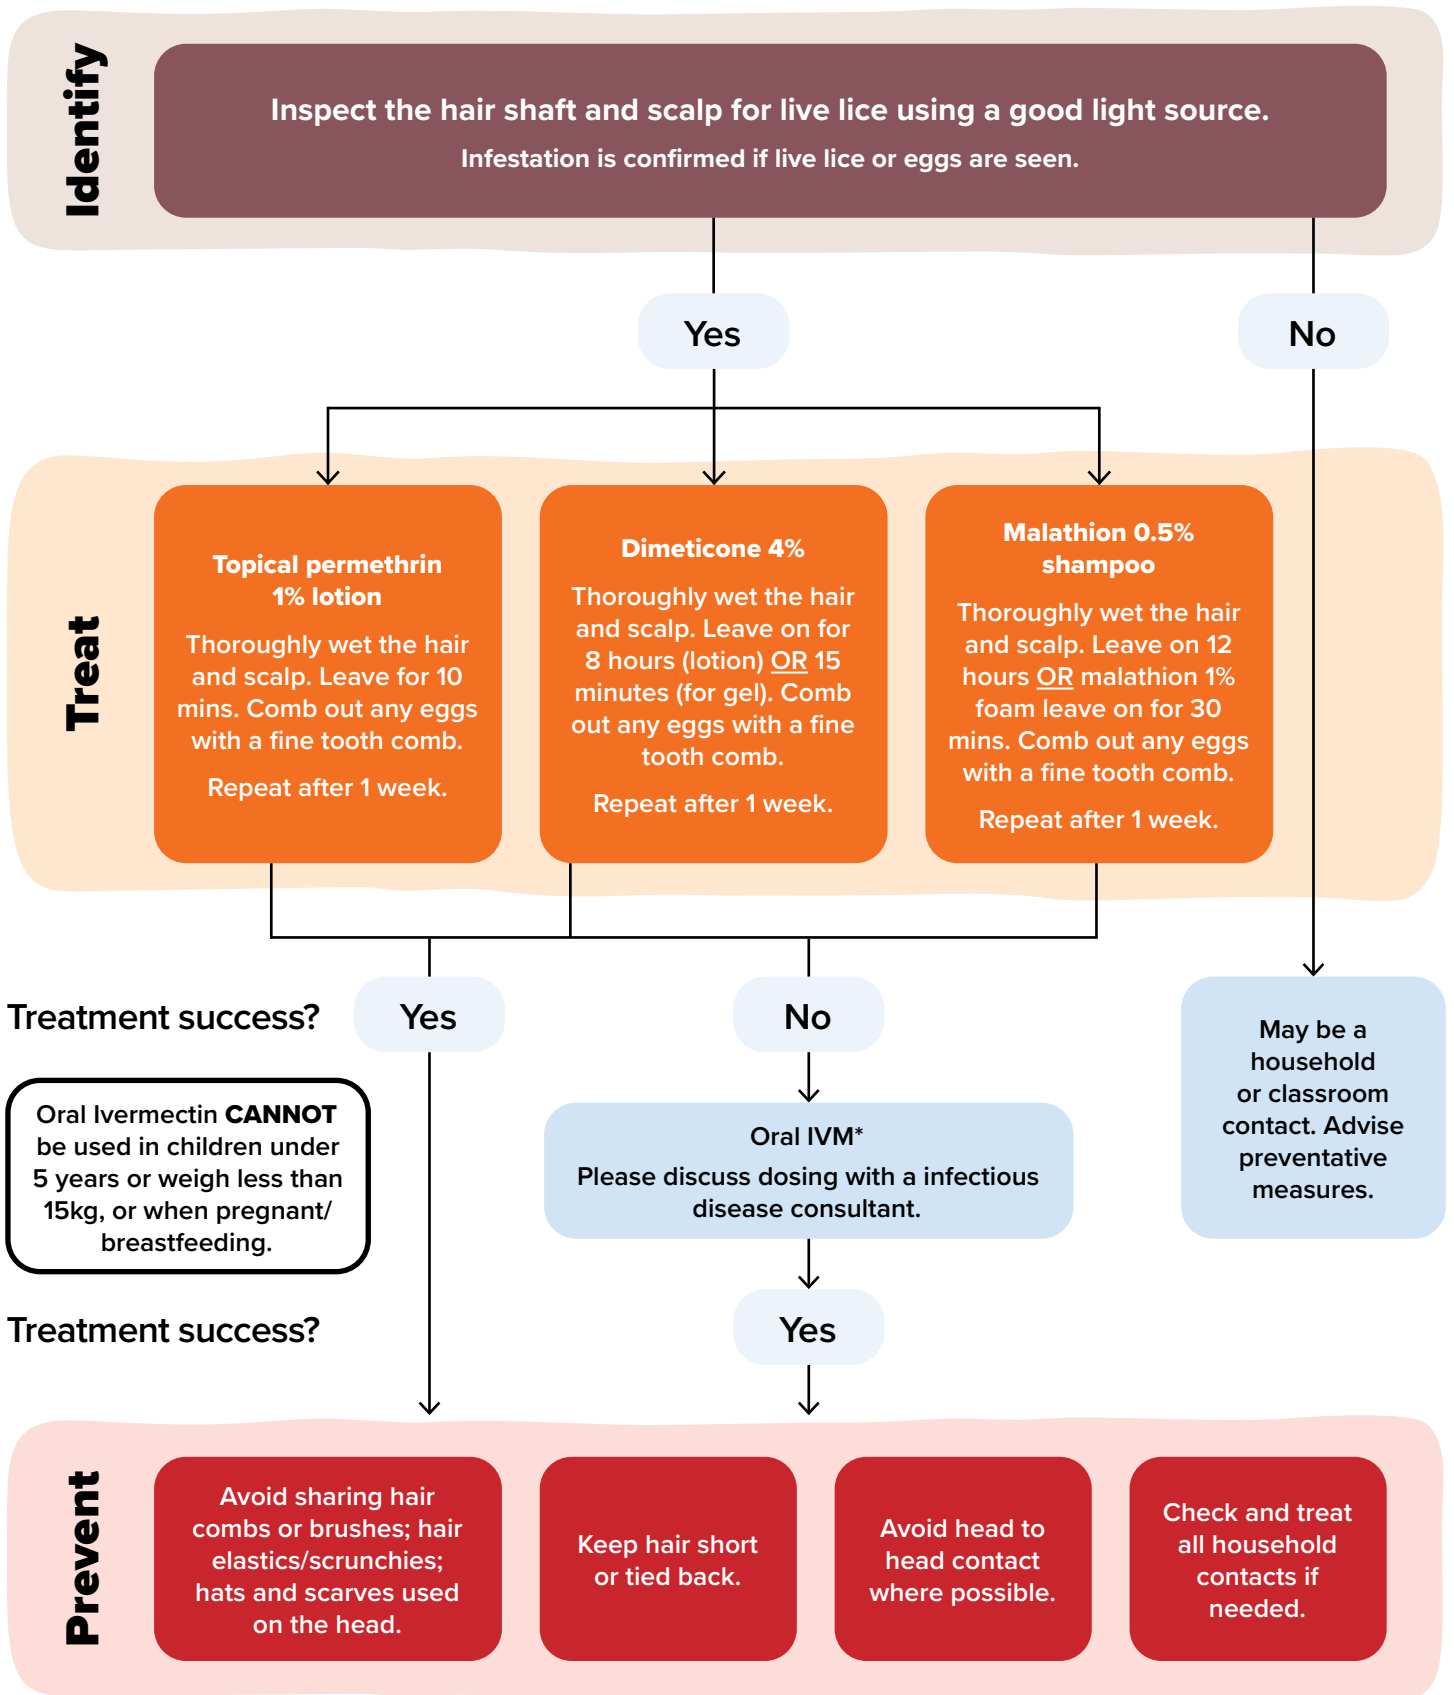 Identify
Inspect the hair shaft and scalp for live lice using a good light source.
Infestation is confirmed if live lice or eggs are seen.
Yes
No
Treat
Topical permethrin
1% lotion
Thoroughly wet the hair
and scalp. Leave for 10
mins. Comb out any eggs
with a fine tooth comb.
Repeat after 1 week.
Dimeticone 4%
Thoroughly wet the hair
and scalp. Leave on for
8 hours (lotion) OR 15
minutes (for gel). Comb
out any eggs with a fine
tooth comb.
Repeat after 1 week.
Malathion 0.5%
shampoo
Thoroughly wet the hair
and scalp. Leave on 12
hours OR malathion 1%
foam leave on for 30
mins. Comb out any eggs
with a fine tooth comb.
Repeat after 1 week.
Treatment success?
Yes
No
May be a
household
or classroom
contact. Advise
preventative
measures.
Oral Ivermectin CANNOT
be used in children under
5 years or weigh less than
15kg, or when pregnant/
breastfeeding.
Oral IVM*
Please discuss dosing with a infectious
disease consultant.
Treatment success?
Yes
Prevent
Avoid sharing hair
combs or brushes; hair
elastics/scrunchies;
hats and scarves used
on the head.
Keep hair short
or tied back.
Avoid head to
head contact
where possible.
Check and treat
all household
contacts if
needed.